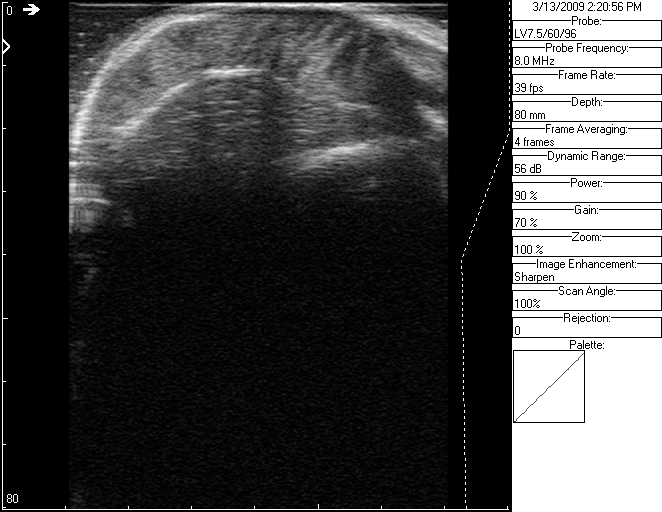 0
80
3/13/2009 2:20:56 PM
Probe:
LV7.5/60/96
Probe Frequency:
8.0 MHz
Frame Rate:
39 fps
Depth:
80 mm
Frame Averaging:
4 frames
Dynamic Range:
56 dB
Power:
90 %
Gain:
70 %
Zoom:
100 %
Image Enhancement:
Sharpen
Scan Angle:
100%
Rejection:
0
Palette: